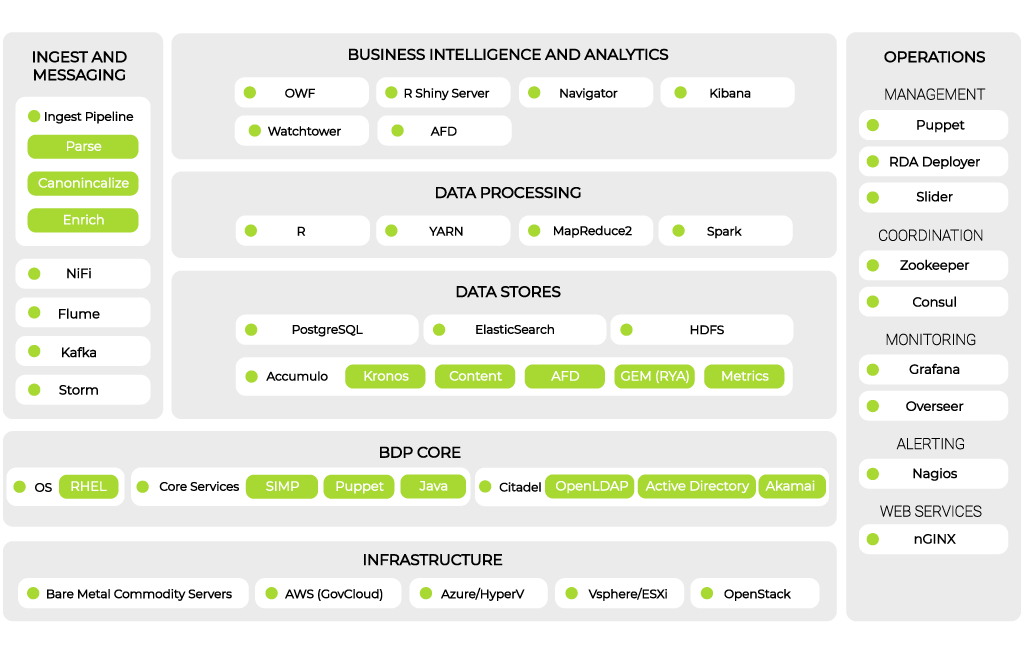 INGEST AND
MESSAGING
Ingest Pipeline
Parse
Canonincalize
Enrich
NiFi
Flume
Kafka
Storm
BUSINESS INTELLIGENCE AND ANALYTICS
OWF
R Shiny Server
Navigator
Kibana
Watchtower
AFD
DATA PROCESSING
R
YARN
MapReduce2
Spark
DATA STORES
PostgreSQL
ElasticSearch
HDFS
Accumulo
Kronos
Content
AFD
GEM (RYA)
Metrics
BDP CORE
OS
RHEL
Core Services
SIMP
Puppet
Java
Citadel
OpenLDAP
Active Directory
Akamai
INFRASTRUCTURE
Bare Metal Commodity Servers
AWS (GovCloud)
Azure/HyperV
Vsphere/ESXi
OpenStack
OPERATIONS
MANAGEMENT
Puppet
RDA Deployer
Slider
COORDINATION
Zookeeper
Consul
MONITORING
Grafana
Overseer
ALERTING
Nagios
WEB SERVICES
nGINX